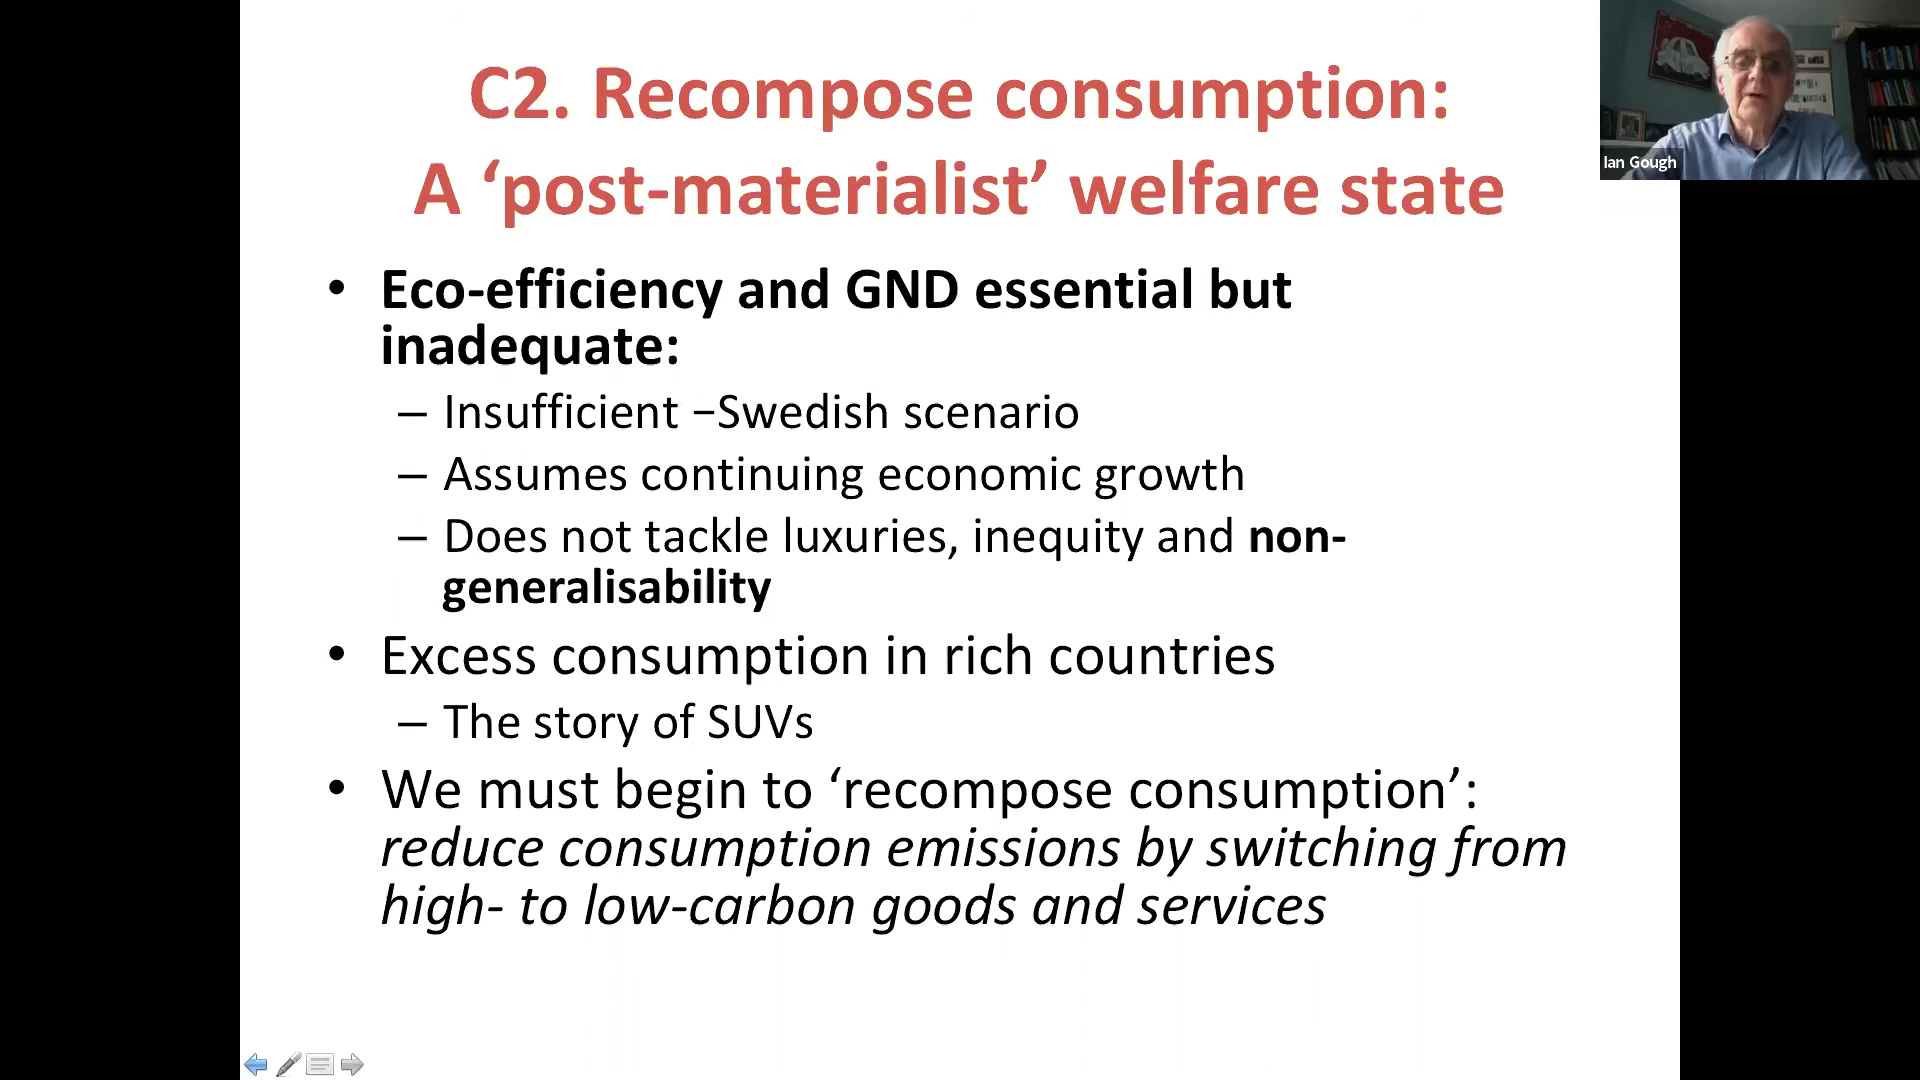 C2. Recompose consumption:
A ‘post-materialist’ welfare state
• Eco-efficiency and GND essential but
inadequate:
– Insufficient –Swedish scenario
– Assumes continuing economic growth
– Does not tackle luxuries, inequity and non-
generalisability
• Excess consumption in rich countries
– The story of SUVs
• We must begin to ‘recompose consumption’:
reduce consumption emissions by switching from
high- to low-carbon goods and services
Ian Gough